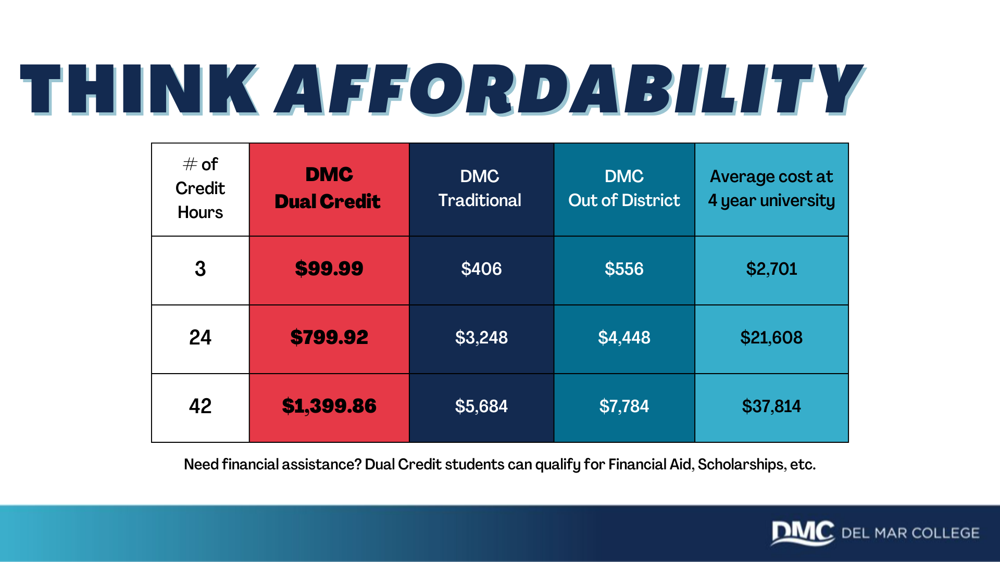 THINK AFFORDABILITY
# of
Credit
Hours
DMC
Dual Credit
DMC
Traditional
DMC
Out of District
Average cost at
4 year university
3
$99.99
$406
$556
$2,701
24
$799.92
$3,248
$4,448
$21,608
42
$1,399.86
$5,684
$7,784
$37,814
Need financial assistance? Dual Credit students can qualify for Financial Aid, Scholarships, etc.
DMC DEL MAR COLLEGE